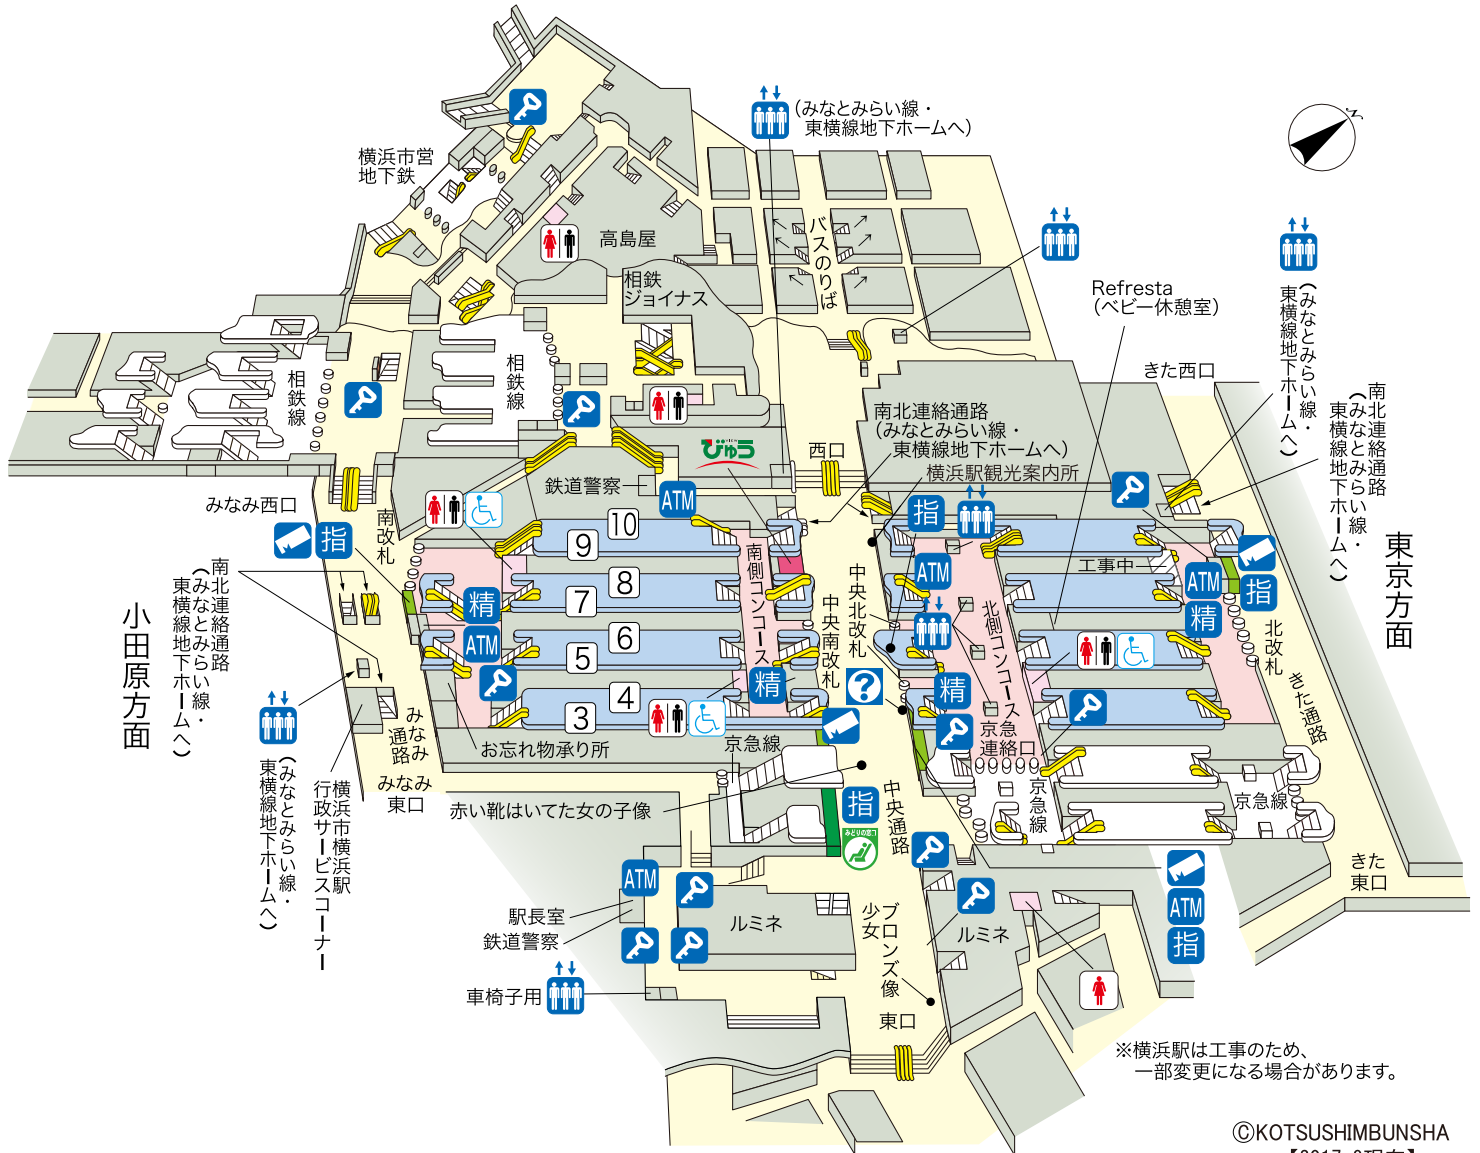 (みなとみらい線・
東横線地下ホームへ)
横浜市営
地下鉄
高島屋
バスのりば
相鉄
ジョイナス
Refresta
(ベビー休憩室)
(みなとみらい線・
東横線地下ホームへ)
きた西口
南北連絡通路
(みなとみらい線・
東横線地下ホームへ)
相鉄線
相鉄線
南北連絡通路
(みなとみらい線・
東横線地下ホームへ)
びゅう
西口
横浜駅観光案内所
鉄道警察
ATM
みなみ西口
南改札
指
指
10
9
8
7
6
5
4
3
南側コンコース
中央北改札
中央南改札
ATM
工事中
ATM
精
指
東京方面
南北連絡通路
(みなとみらい線・
東横線地下ホームへ)
小田原方面
精
ATM
精
精
北側コンコース
北改札
きた通路
?
京急
連絡口
みなみ
通路
お忘れ物承り所
京急線
みなみ
東口
(みなとみらい線・
東横線地下ホームへ)
横浜市横浜駅
行政サービスコーナー
赤い靴はいてた女の子像
指
みどりの窓口
中央通路
京急線
京急線
きた
東口
ATM
駅長室
鉄道警察
ルミネ
ブロンズ像
少女
ルミネ
ATM
指
車椅子用
東口
※横浜駅は工事のため、
一部変更になる場合があります。
©KOTSUSHIMBUNSHA